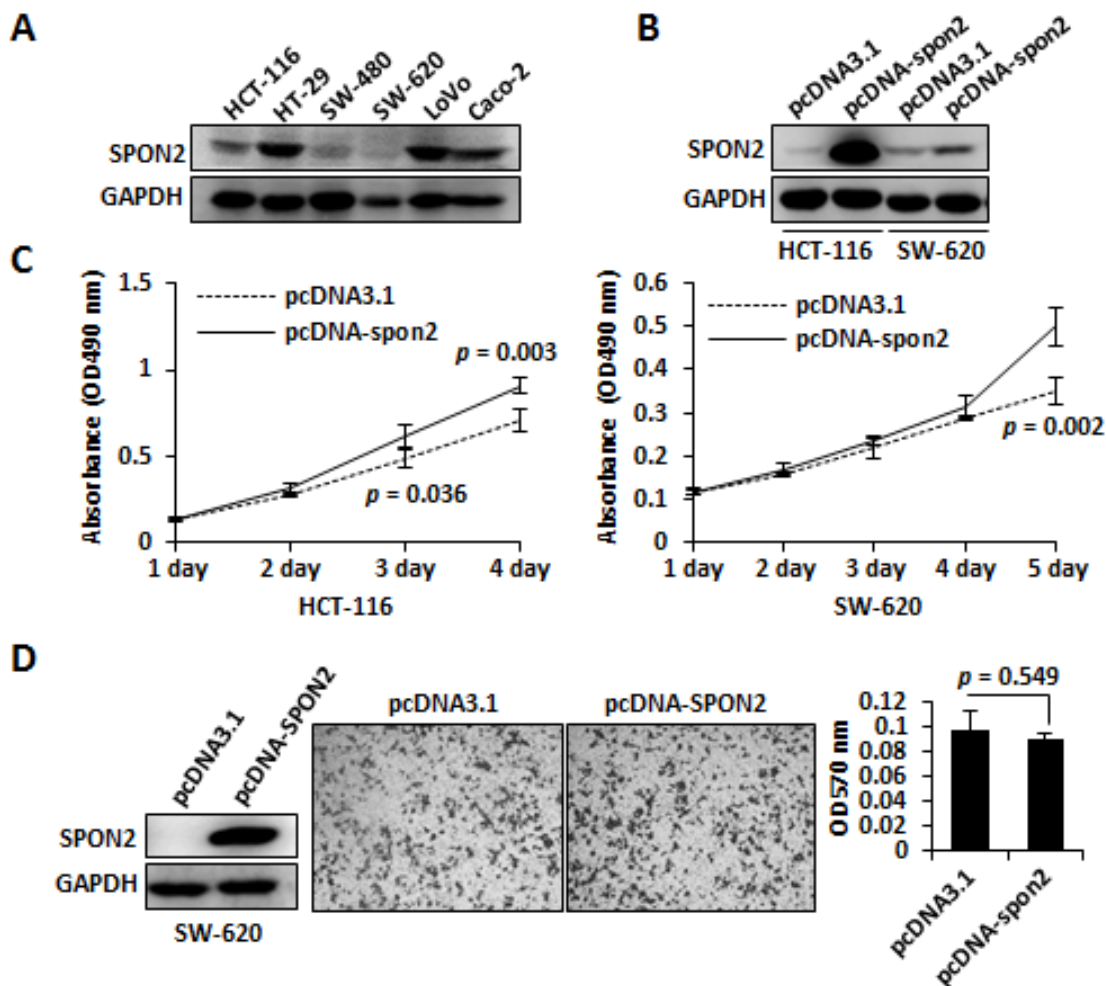 A
HCT-116
HT-29
SW-480
SW-620
LoVo
Caco-2
SPON2
GAPDH
B
pcDNA3.1
pcDNA-spon2
pcDNA3.1
pcDNA-spon2
SPON2
GAPDH
HCT-116
SW-620
C
Absorbance (OD490 nm)
1.5
1
0.5
0
pcDNA3.1
pcDNA-spon2
p = 0.003
p = 0.036
1 day
2 day
3 day
4 day
HCT-116
Absorbance (OD490 nm)
0.6
0.5
0.4
0.3
0.2
0.1
0
pcDNA3.1
pcDNA-spon2
p = 0.002
1 day
2 day
3 day
4 day
5 day
SW-620
D
pcDNA3.1
pcDNA-SPON2
SPON2
GAPDH
SW-620
pcDNA3.1
pcDNA-SPON2
p = 0.549
OD570 nm
0.12
0.1
0.08
0.06
0.04
0.02
0
pcDNA3.1
pcDNA-spon2